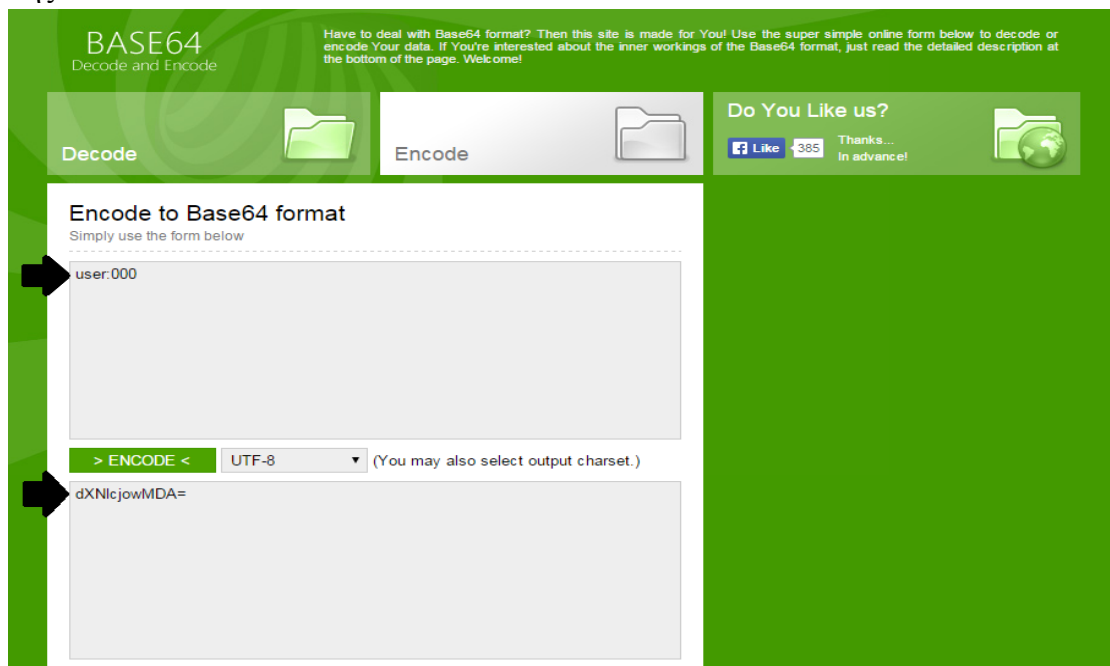 BASE64
Decode and Encode
Have to deal with Base64 format? Then this site is made for You! Use the super simple online form below to decode or
encode Your data. If You're interested about the inner workings of the Base64 format, just read the detailed description at
the bottom of the page. Welcome!
Decode
Encode
Do You Like us?
Like
385
Thanks...
In advance!
Encode to Base64 format
Simply use the form below
user:000
> ENCODE <
UTF-8
(You may also select output charset.)
dXNlcjowMDA=